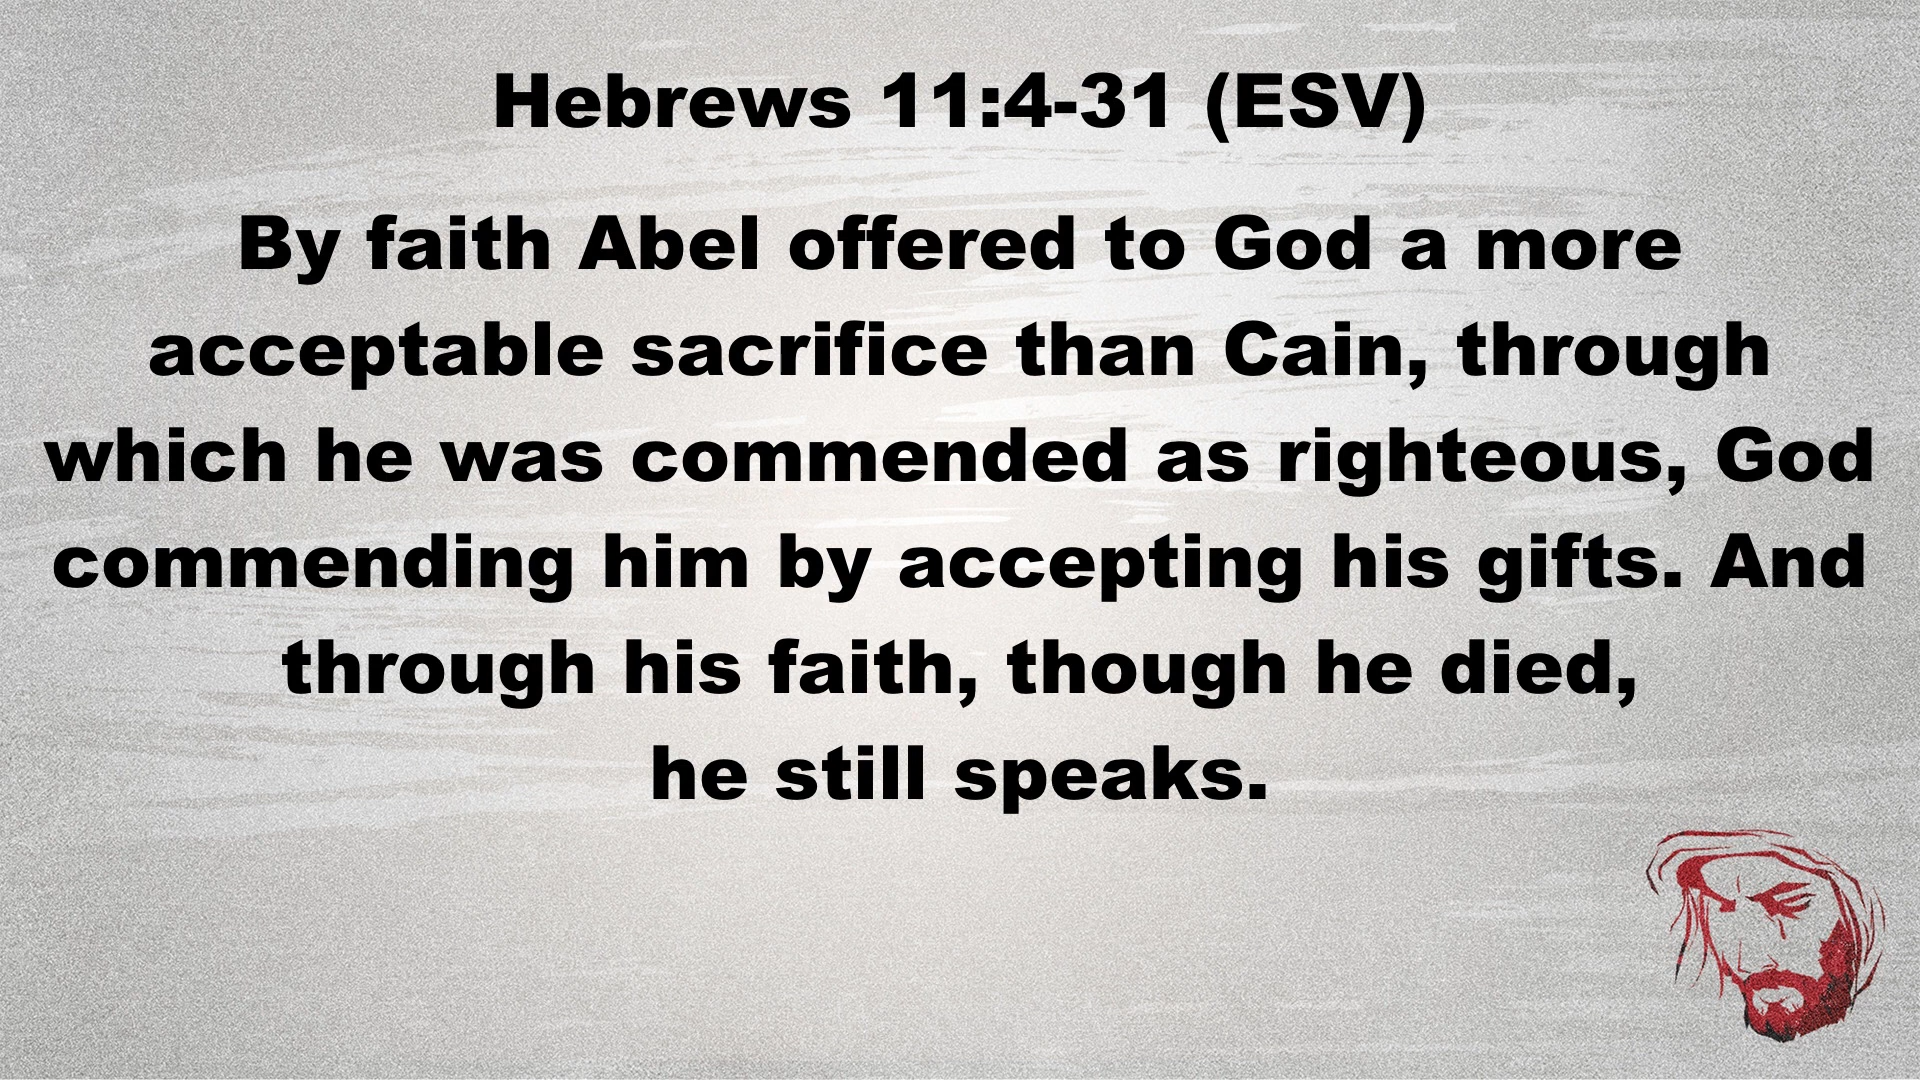 Hebrews 11:4-31 (ESV)
By faith Abel offered to God a more
acceptable sacrifice than Cain, through
which he was commended as righteous, God
commending him by accepting his gifts. And
through his faith, though he died,
he still speaks.